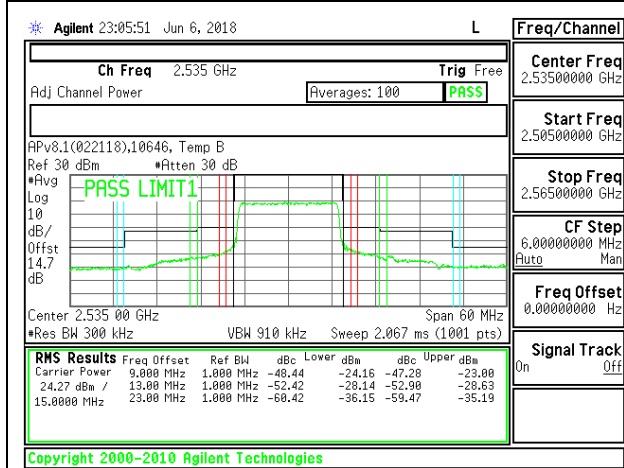 Agilent 23:05:51 Jun 6, 2018 L
Freq/Channel
Ch Freq 2.535 GHz Trig Free
Adj Channel Power Averages: 100 PASS
APv8.1(022118),10646, Temp B
Ref 30 dBm #Atten 30 dB
#Avg
Log
10
dB/
Offst
14.7
dB
PASS LIMIT1
Center 2.535 00 GHz Span 60 MHz
#Res BW 300 kHz VBW 910 kHz Sweep 2.067 ms (1001 pts)
RMS Results Freq Offset Ref BW dBc Lower dBm dBc Upper dBm
Carrier Power 9.000 MHz 1.000 MHz -48.44 -24.16 -47.28 -23.00
24.27 dBm / 13.00 MHz 1.000 MHz -52.42 -28.14 -52.90 -28.63
15.0000 MHz 23.00 MHz 1.000 MHz -60.42 -36.15 -59.47 -35.19
Center Freq
2.53500000 GHz
Start Freq
2.50500000 GHz
Stop Freq
2.56500000 GHz
CF Step
6.00000000 MHz
Auto Man
Freq Offset
0.00000000 Hz
Signal Track
On Off
Copyright 2000-2010 Agilent Technologies